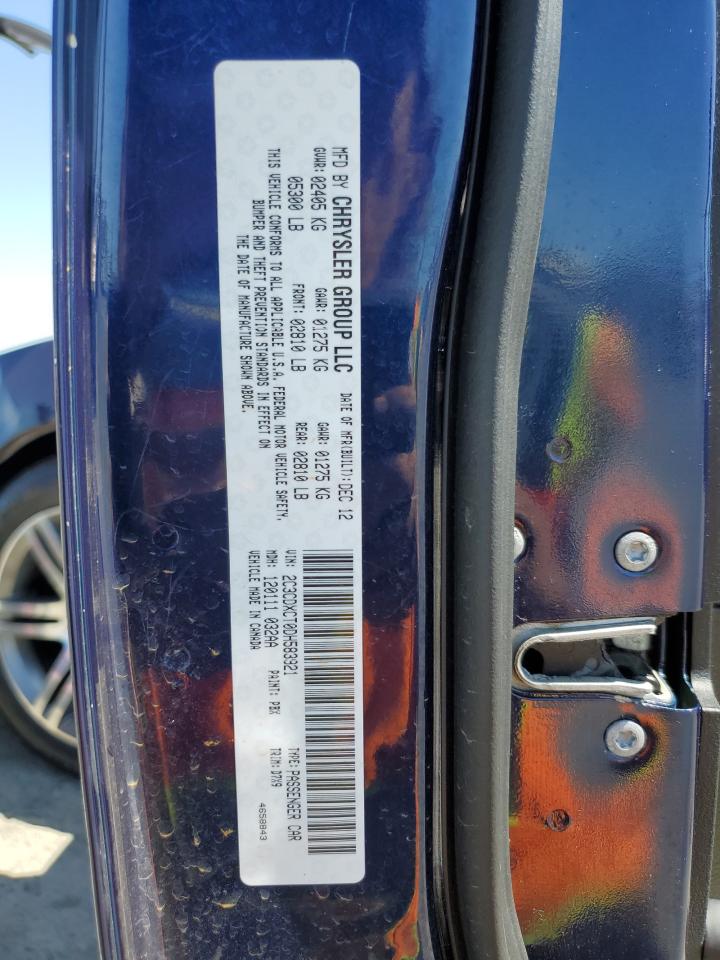 MFD BY CHRYSLER GROUP LLC DATE OF MFR(BUILT): DEC 12
GVWR: 02405 KG GAWR: 01275 KG GAWR: 01275 KG
05300 LB FRONT: 02810 LB REAR: 02810 LB
THIS VEHICLE CONFORMS TO ALL APPLICABLE U.S.A. FEDERAL MOTOR VEHICLE SAFETY,
BUMPER AND THEFT PREVENTION STANDARDS IN EFFECT ON
THE DATE OF MANUFACTURE SHOWN ABOVE.
VIN: 2C3CDXCT0DH583921 TYPE: PASSENGER CAR
MDH: 120111 032AA PAINT: PBX TRIM: D7X9
VEHICLE MADE IN CANADA 4658843